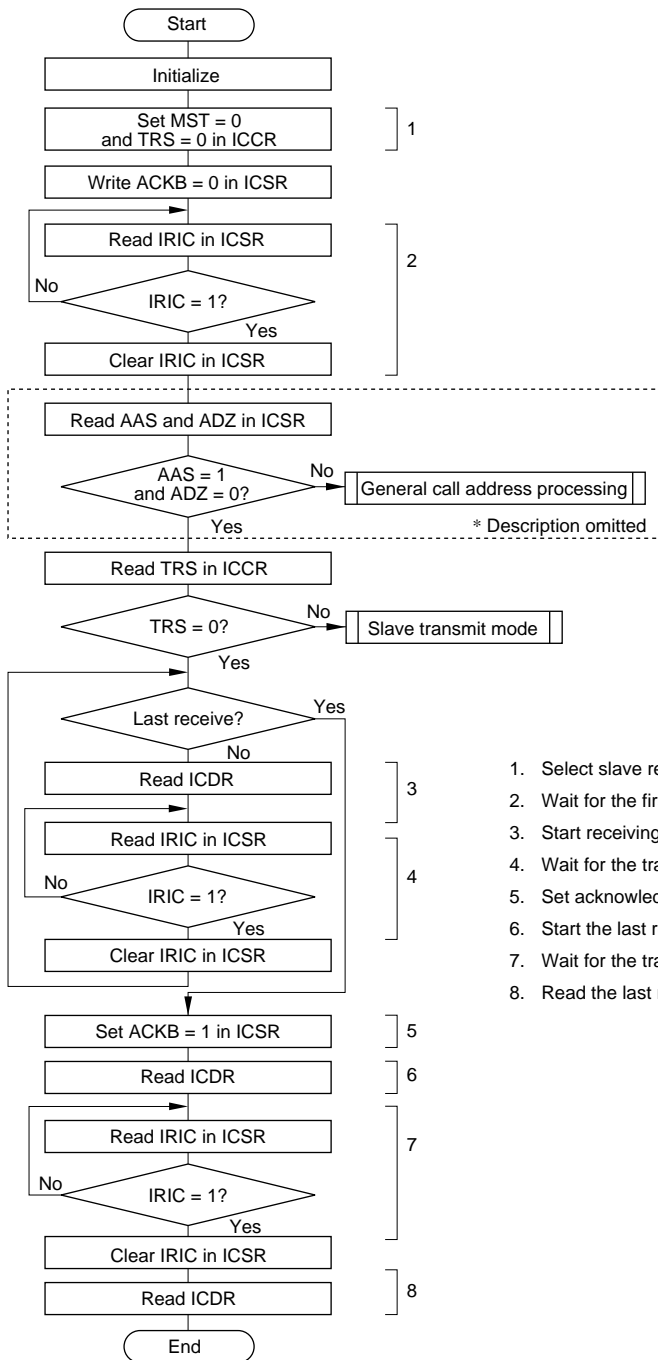 Start
Initialize
Set MST = 0
and TRS = 0 in ICCR
1
Write ACKB = 0 in ICSR
Read IRIC in ICSR
2
No
IRIC = 1?
Yes
Clear IRIC in ICSR
Read AAS and ADZ in ICSR
AAS = 1
and ADZ = 0?
No
General call address processing
Yes
* Description omitted
Read TRS in ICCR
TRS = 0?
No
Slave transmit mode
Yes
Last receive?
Yes
No
Read ICDR
3
Read IRIC in ICSR
4
No
IRIC = 1?
Yes
Clear IRIC in ICSR
1. Select slave
2. Wait for the
3. Start receiving
4. Wait for the
5. Set
6. Start the last
7. Wait for the
8. Read the last
Set ACKB = 1 in ICSR
5
Read ICDR
6
Read IRIC in ICSR
7
No
IRIC = 1?
Yes
Clear IRIC in ICSR
Read ICDR
8
End